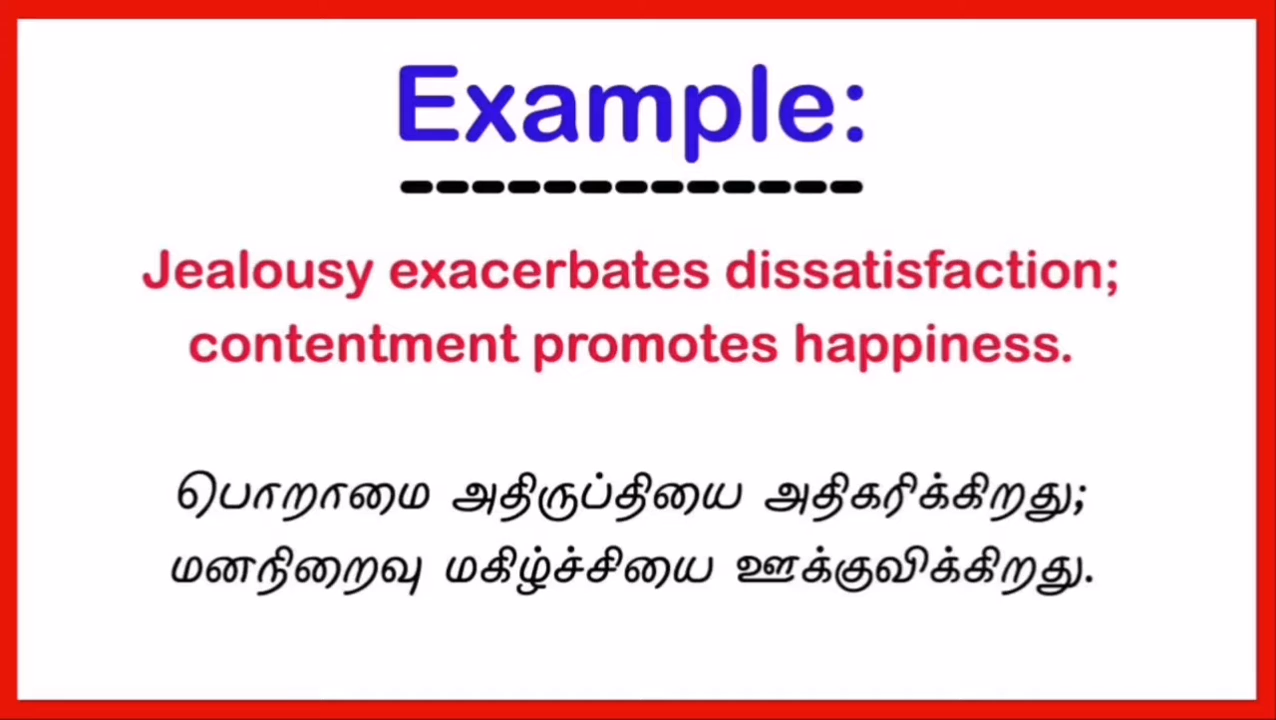 Example:
Jealousy exacerbates dissatisfaction;
contentment promotes happiness.
பொறாமை அதிருப்தியை அதிகரிக்கிறது;
மனநிறைவு மகிழ்ச்சியை ஊக்குவிக்கிறது.